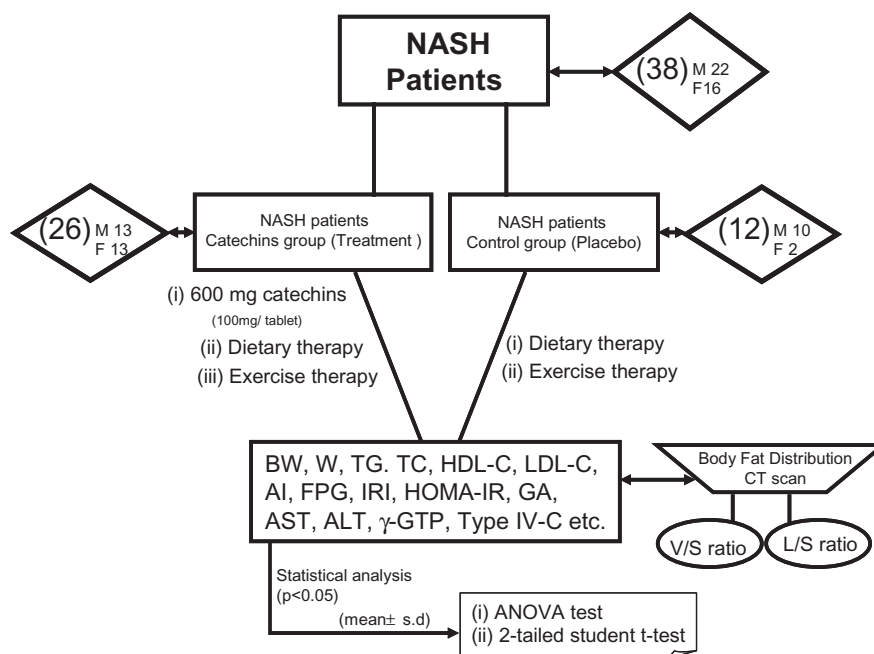 NASH
Patients
(38) M 22
F16
(26) M 13
F 13
NASH patients
Catechins group (Treatment )
NASH patients
Control group (Placebo)
(12) M 10
F 2
(i) 600 mg catechins
(100mg/ tablet)
(ii) Dietary therapy
(iii) Exercise therapy
(i) Dietary therapy
(ii) Exercise therapy
BW, W, TG. TC, HDL-C, LDL-C,
AI, FPG, IRI, HOMA-IR, GA,
AST, ALT, γ-GTP, Type IV-C etc.
Body Fat Distribution
CT scan
V/S ratio
L/S ratio
Statistical analysis
(p<0.05)
(mean± s.d)
(i) ANOVA test
(ii) 2-tailed student t-test